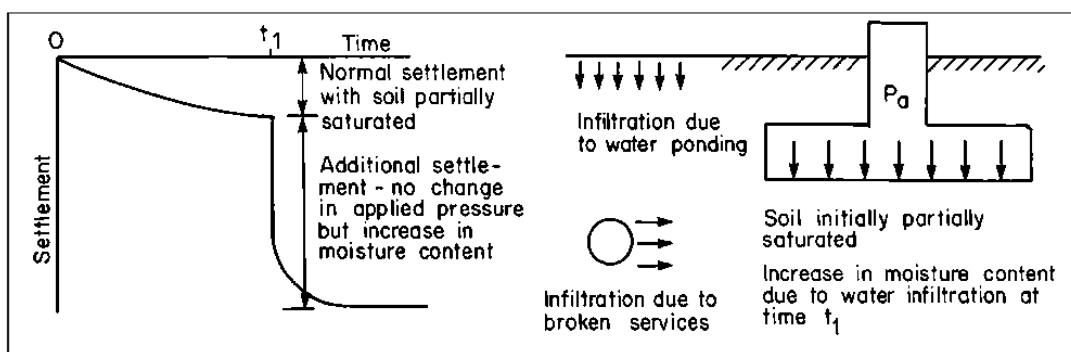 O
t₁
Time
Normal settlement
with soil partially
saturated
Additional settle-
ment - no change
in applied pressure
but increase in
moisture content
Settlement
Infiltration due
to water ponding
Pa
Infiltration due to
broken services
Soil initially partially
saturated
Increase in moisture content
due to water infiltration at
time t₁